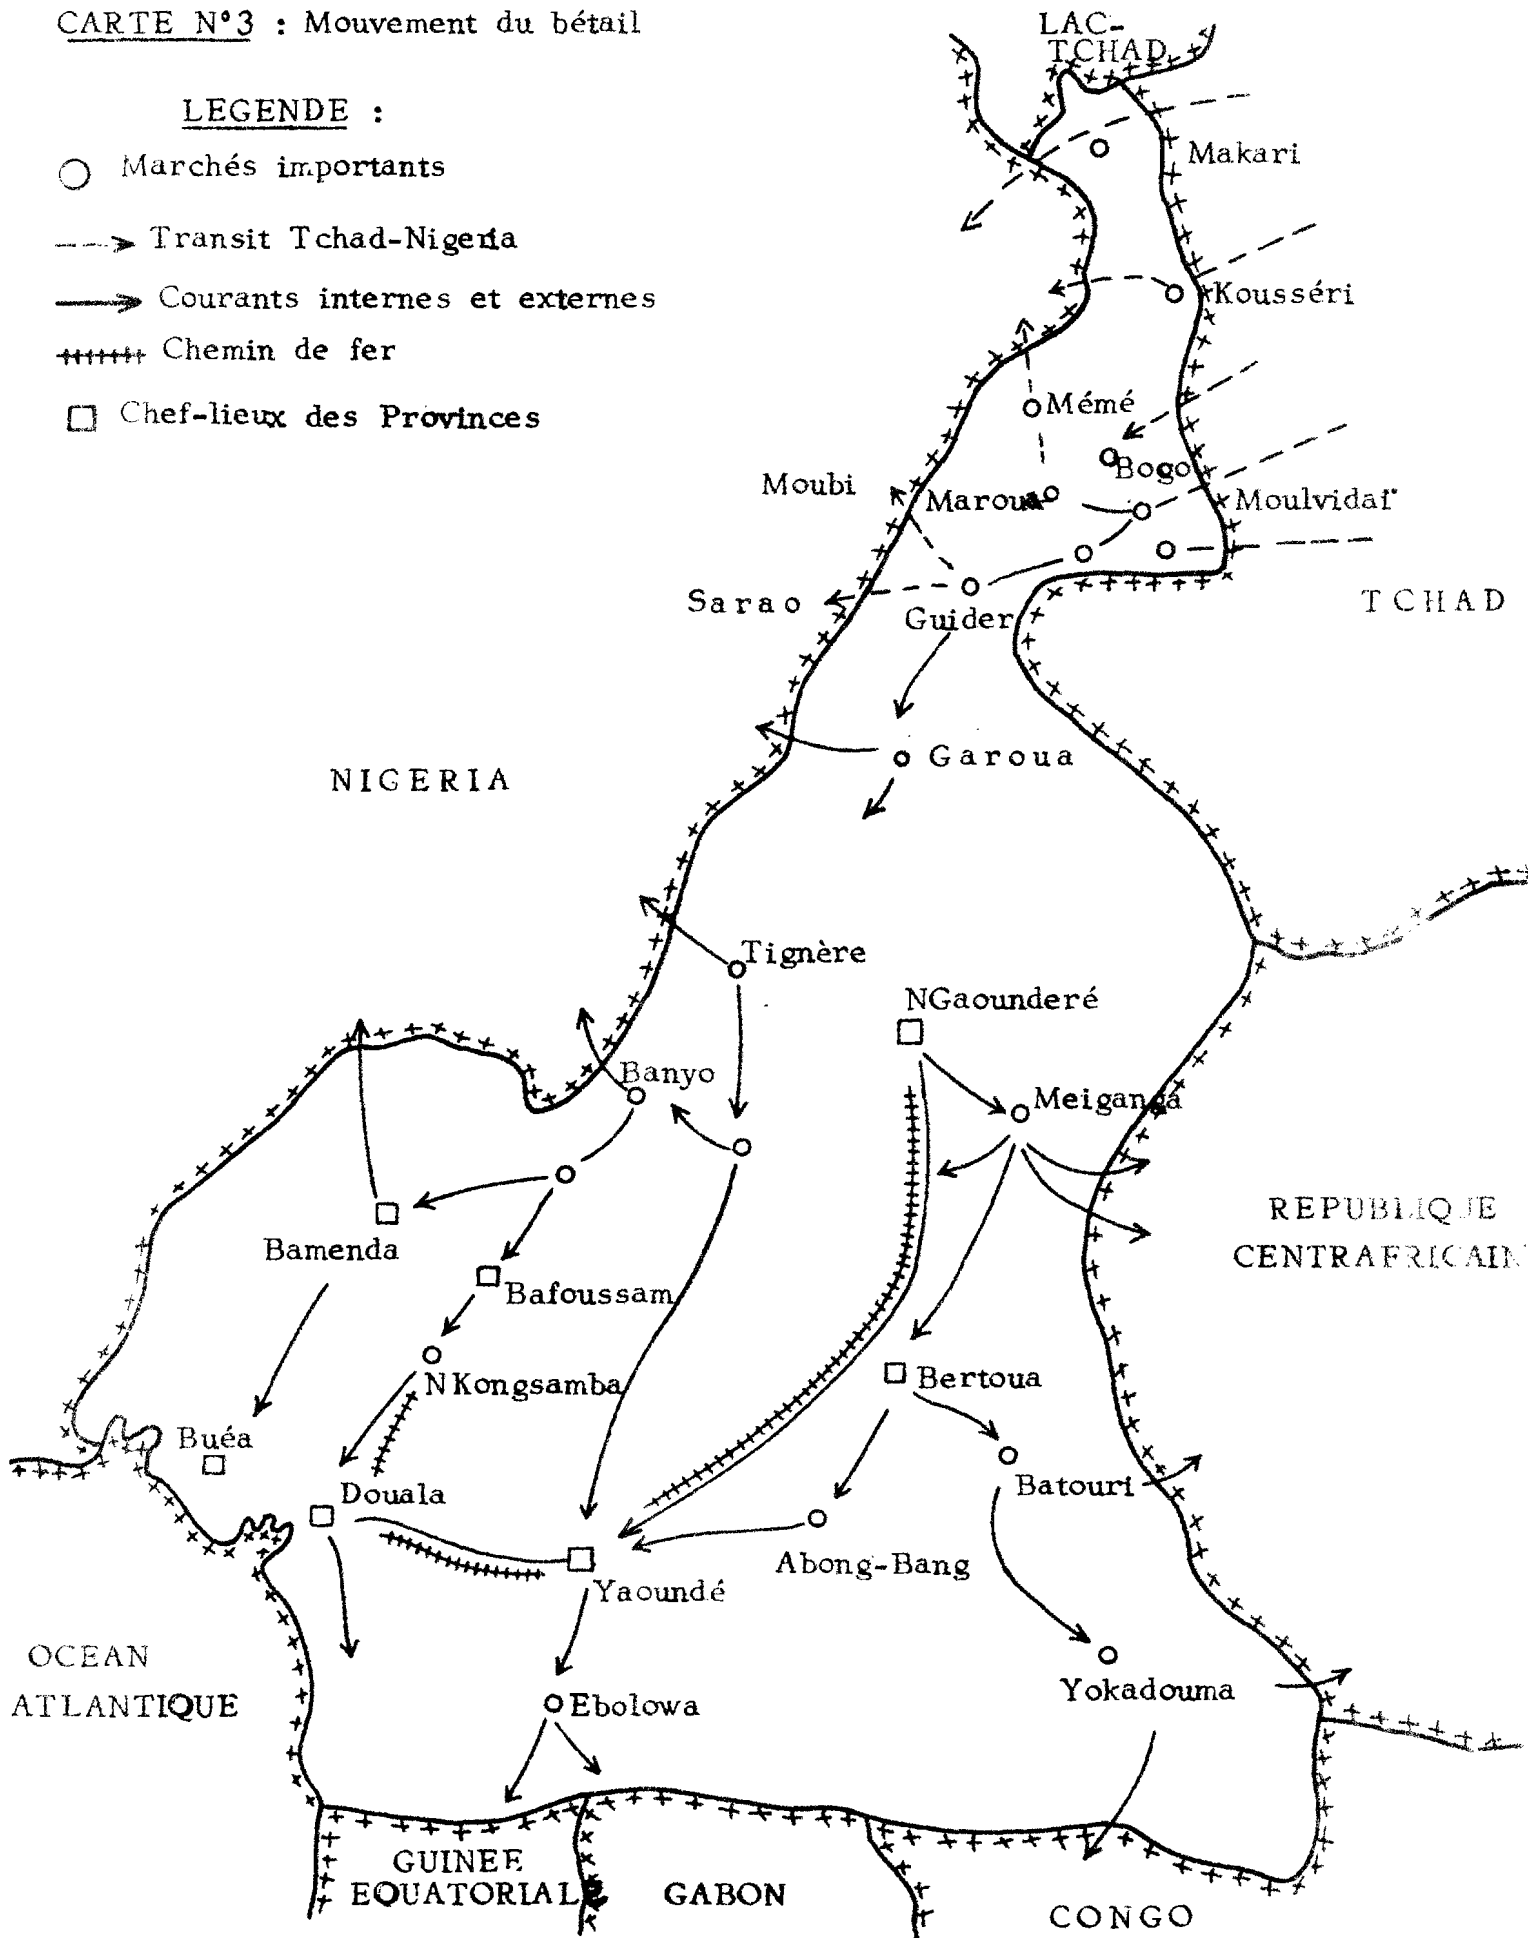 CARTE N°3 : Mouvement du bétail
LEGENDE :
Marchés importants
Transit Tchad-Nigeria
Courants internes et externes
Chemin de fer
Chef-lieux des Provinces
LAC-
TCHAD
Makari
Kousséri
Mémé
Bogo
Moubi
Maroua
Moulvidaï
Sarao
Guider
TCHAD
Garoua
NIGERIA
Tignère
NGaounderé
Banyo
Meiganga
Bamenda
REPUBLIQUE
CENTRAFRICAIN
Bafoussam
NKongsamba
Bertoua
Buéa
Douala
Batouri
Abong-Bang
Yaoundé
OCEAN
ATLANTIQUE
Ebolowa
Yokadouma
GUINEE
EQUATORIALE
GABON
CONGO